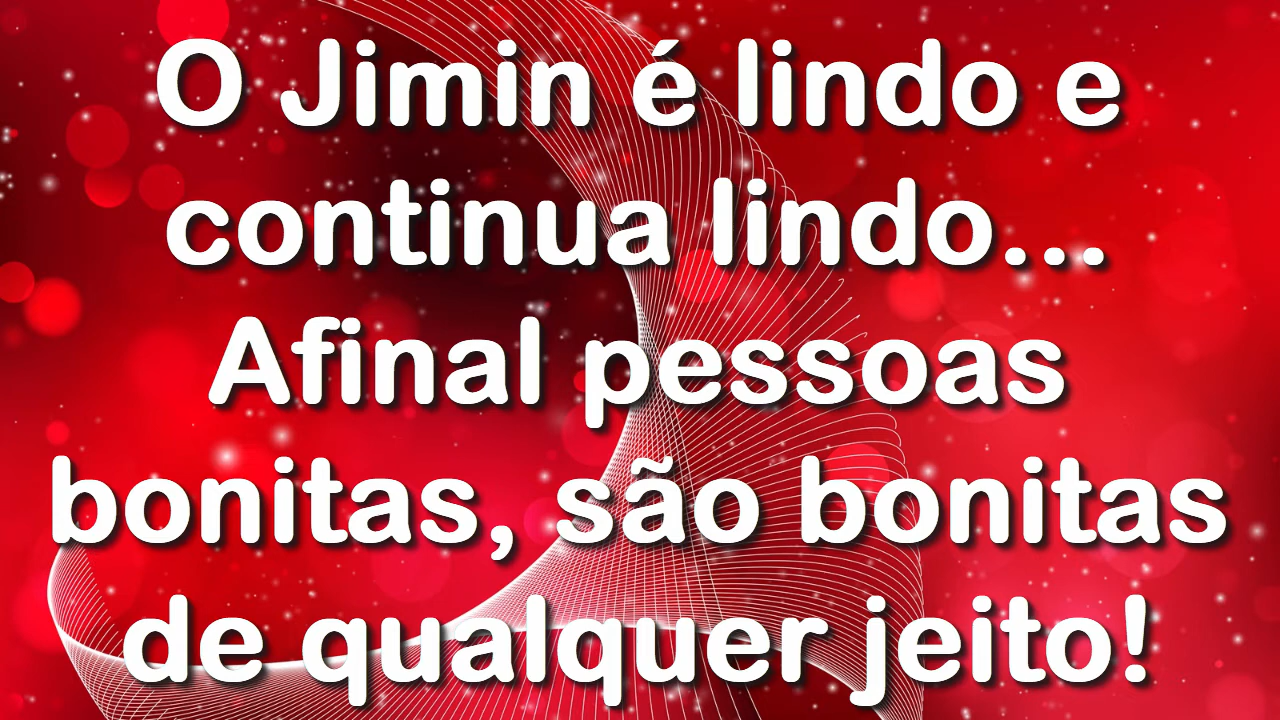 O Jimin é lindo e
continua lindo...
Afinal pessoas
bonitas, são bonitas
de qualquer jeito!